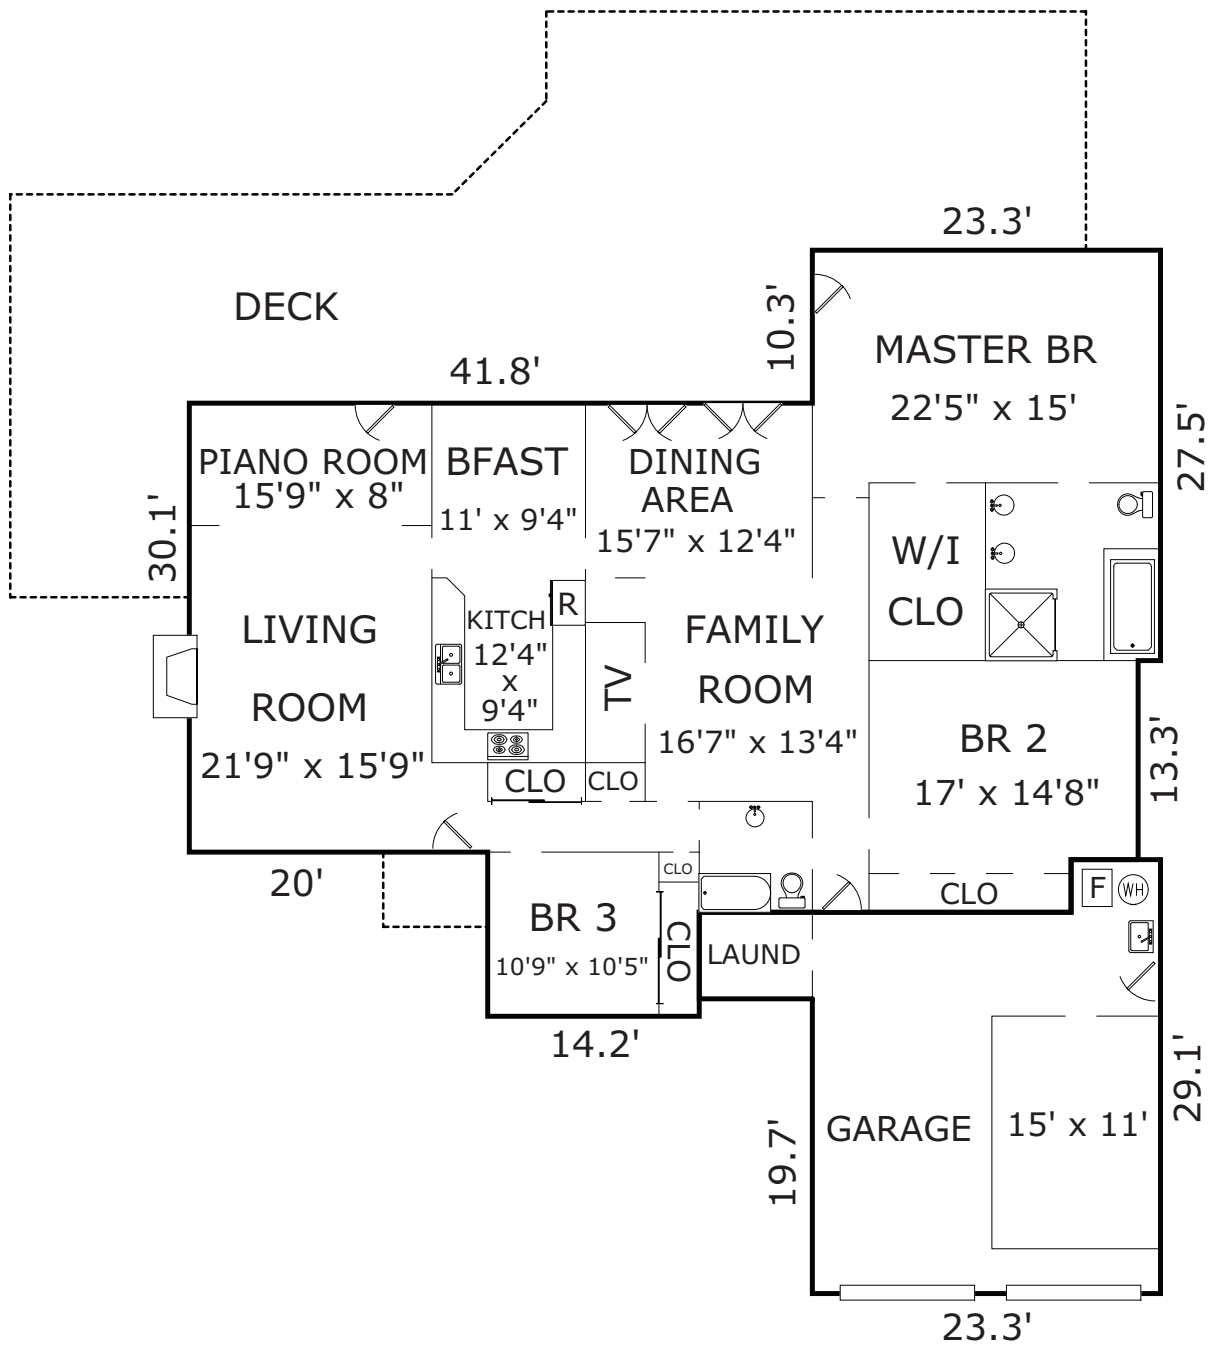 23.3'
DECK
10.3'
MASTER BR
22'5" x 15'
41.8'
27.5'
PIANO ROOM
15'9" x 8"
BFAST
11' x 9'4"
DINING
AREA
15'7" x 12'4"
30.1'
W/I
CLO
R
KITCH
12'4"
x
9'4"
LIVING
ROOM
21'9" x 15'9"
TV
FAMILY
ROOM
16'7" x 13'4"
BR 2
17' x 14'8"
13.3'
CLO
CLO
20'
CLO
CLO
F
WH
BR 3
10'9" x 10'5"
CLO
LAUND
14.2'
29.1'
19.7'
GARAGE
15' x 11'
23.3'